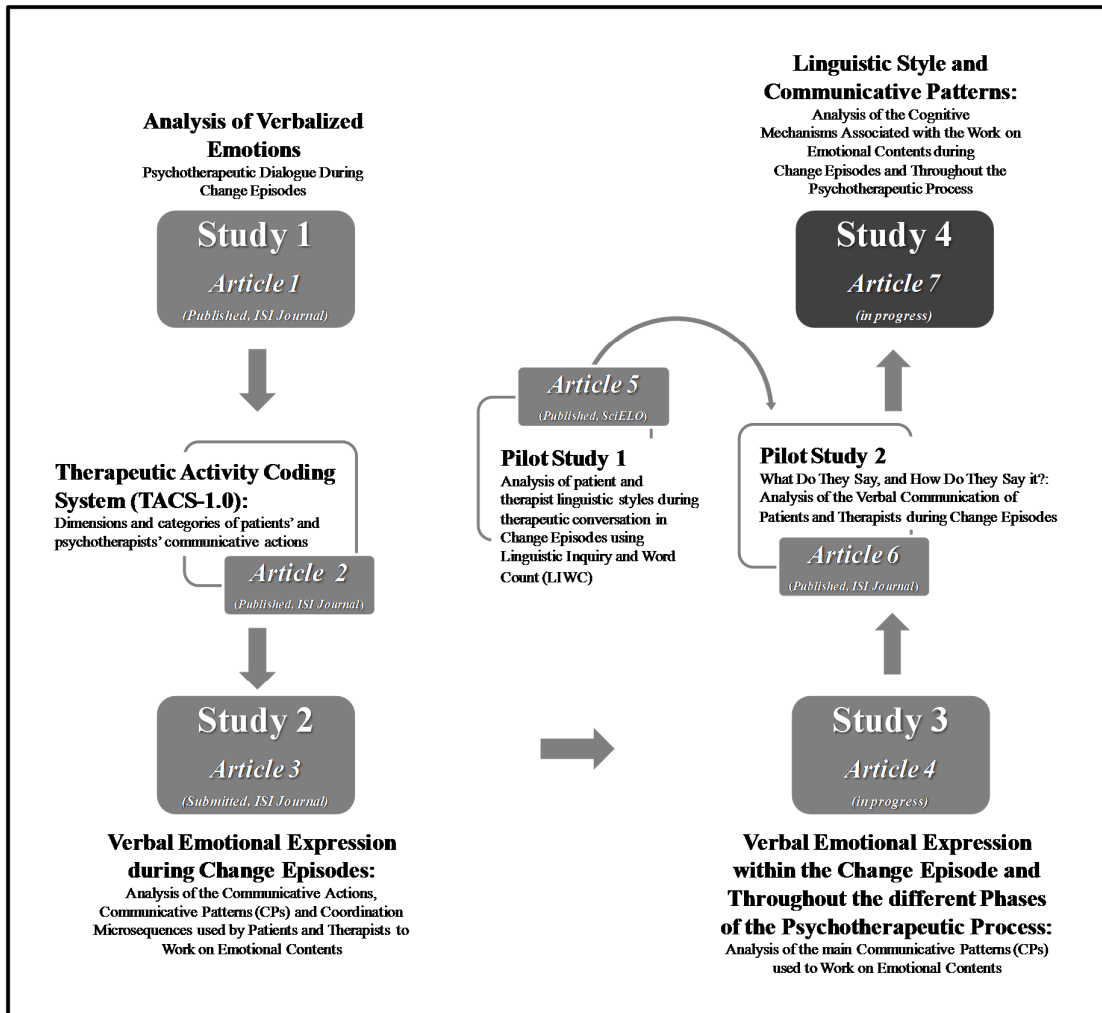 Analysis of Verbalized
Emotions
Psychotherapeutic Dialogue During
Change Episodes
Study 1
Article 1
(Published, ISI Journal)
Therapeutic Activity Coding
System (TACS-1.0):
Dimensions and categories of patients' and
psychotherapists' communicative actions
Article 2
(Published, ISI Journal)
Study 2
Article 3
(Submitted, ISI Journal)
Verbal Emotional Expression
during Change Episodes:
Analysis of the Communicative Actions,
Communicative Patterns (CPs) and Coordination
Microsequences used by Patients and Therapists to
Work on Emotional Contents
Article 5
(Published, SciELO)
Pilot Study 1
Analysis of patient and
therapist linguistic styles during
therapeutic conversation in
Change Episodes using
Linguistic Inquiry and Word
Count (LIWC)
Linguistic Style and
Communicative Patterns:
Analysis of the Cognitive
Mechanisms Associated with the Work on
Emotional Contents during
Change Episodes and Throughout the
Psychotherapeutic Process
Study 4
Article 7
(in progress)
Pilot Study 2
What Do They Say, and How Do They Say it?:
Analysis of the Verbal Communication of
Patients and Therapists during Change Episodes
Article 6
(Published, ISI Journal)
Study 3
Article 4
(in progress)
Verbal Emotional Expression
within the Change Episode and
Throughout the different Phases
of the Psychotherapeutic Process:
Analysis of the main Communicative Patterns (CPs)
used to Work on Emotional Contents